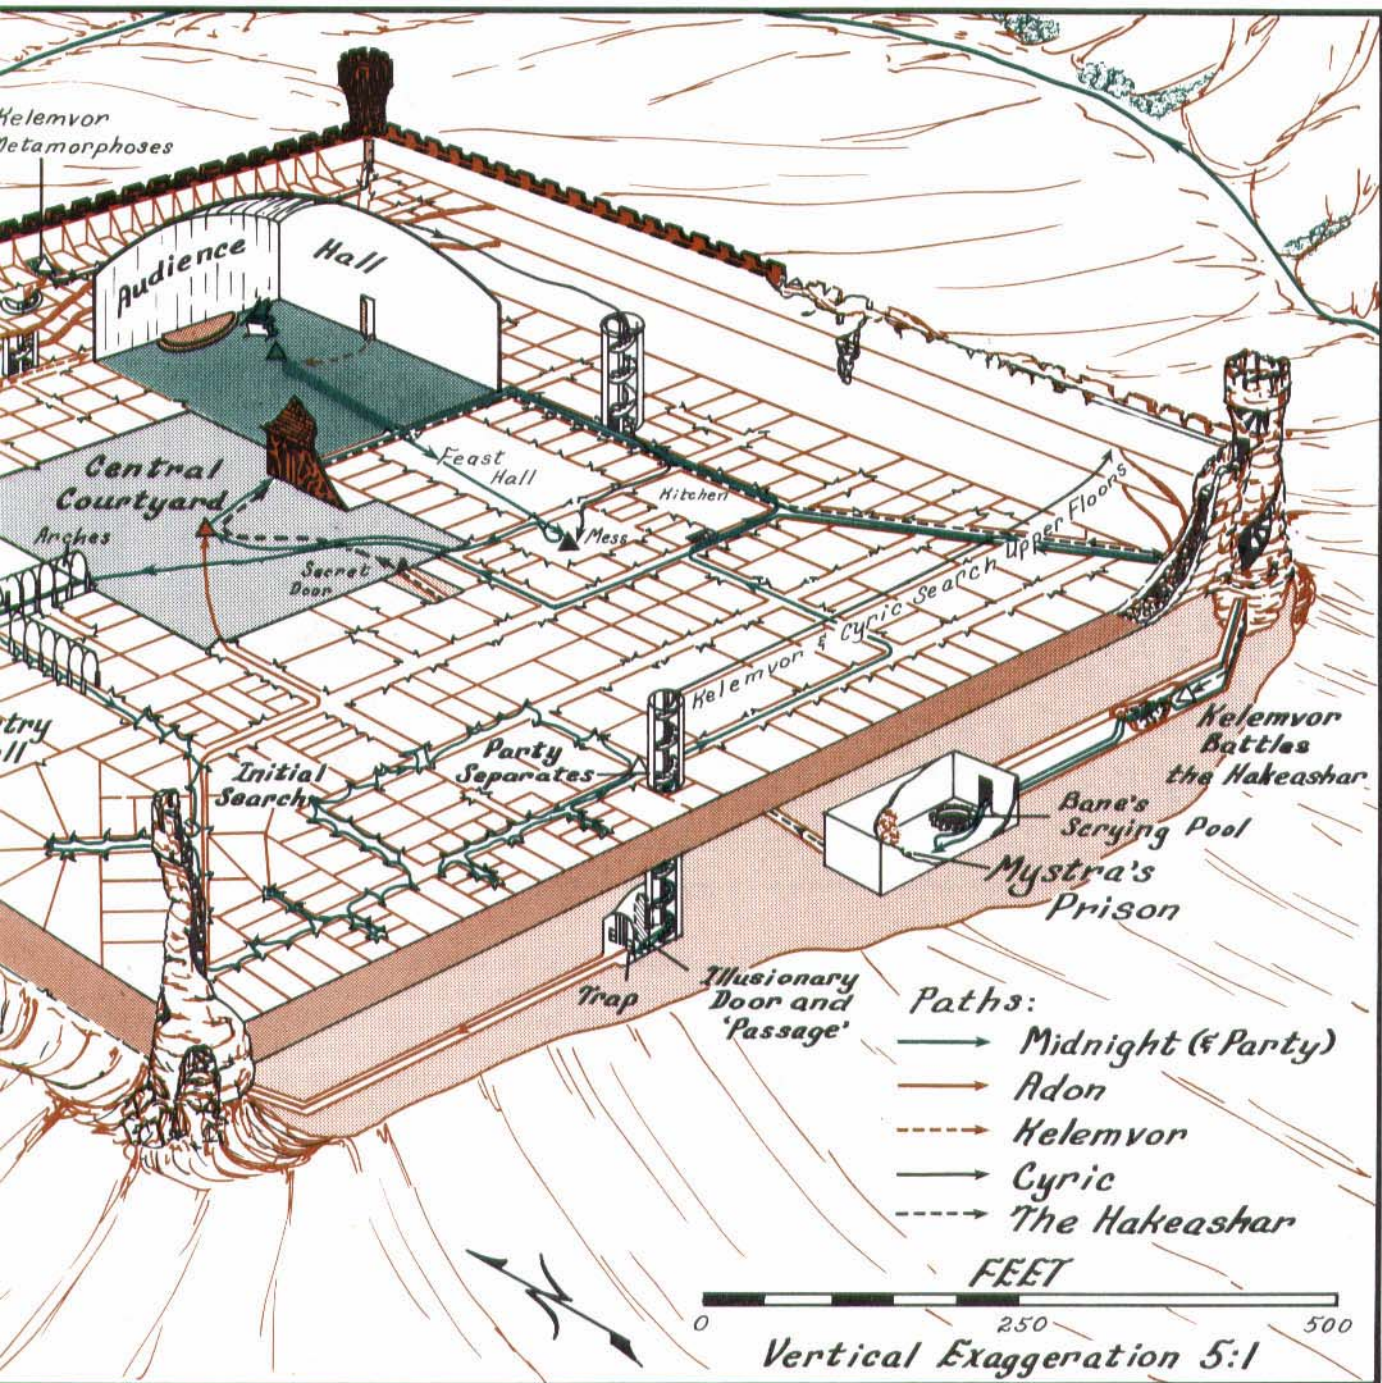 Kelemvor
Metamorphoses
Audience Hall
Feast
Hall
Kitchen
Mess
Central
Courtyard
Arches
Secret
Door
Kelemvor & Cyric Search Upper Floors
Party
Separates
Initial
Search
Kelemvor
Battles
the Hakeashar
Bane's
Scrying Pool
Mystra's
Prison
Trap
Illusionary
Door and
'Passage'
Paths:
Midnight (& Party)
Adon
Kelemvor
Cyric
The Hakeashar
N
FEET
0 250 500
Vertical Exaggeration 5:1